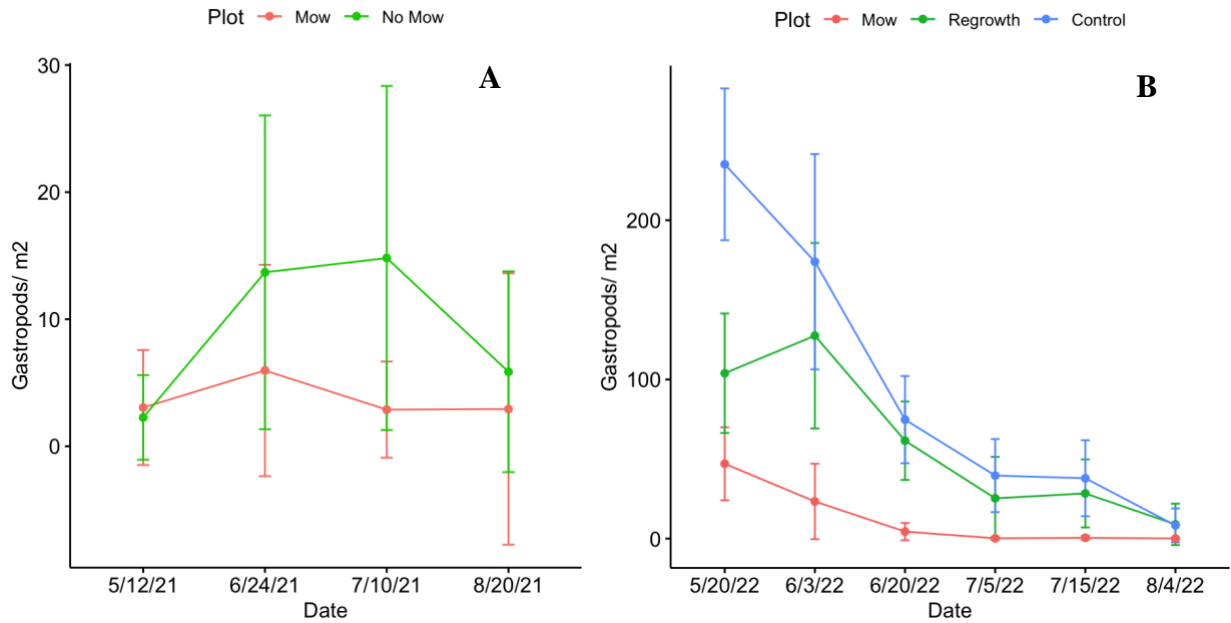 Plot Mow No Mow
A
30
20
10
0
Gastropods/ m2
5/12/21 6/24/21 7/10/21 8/20/21
Date
Plot Mow Regrowth Control
B
200
100
0
Gastropods/ m2
5/20/22 6/3/22 6/20/22 7/5/22 7/15/22 8/4/22
Date